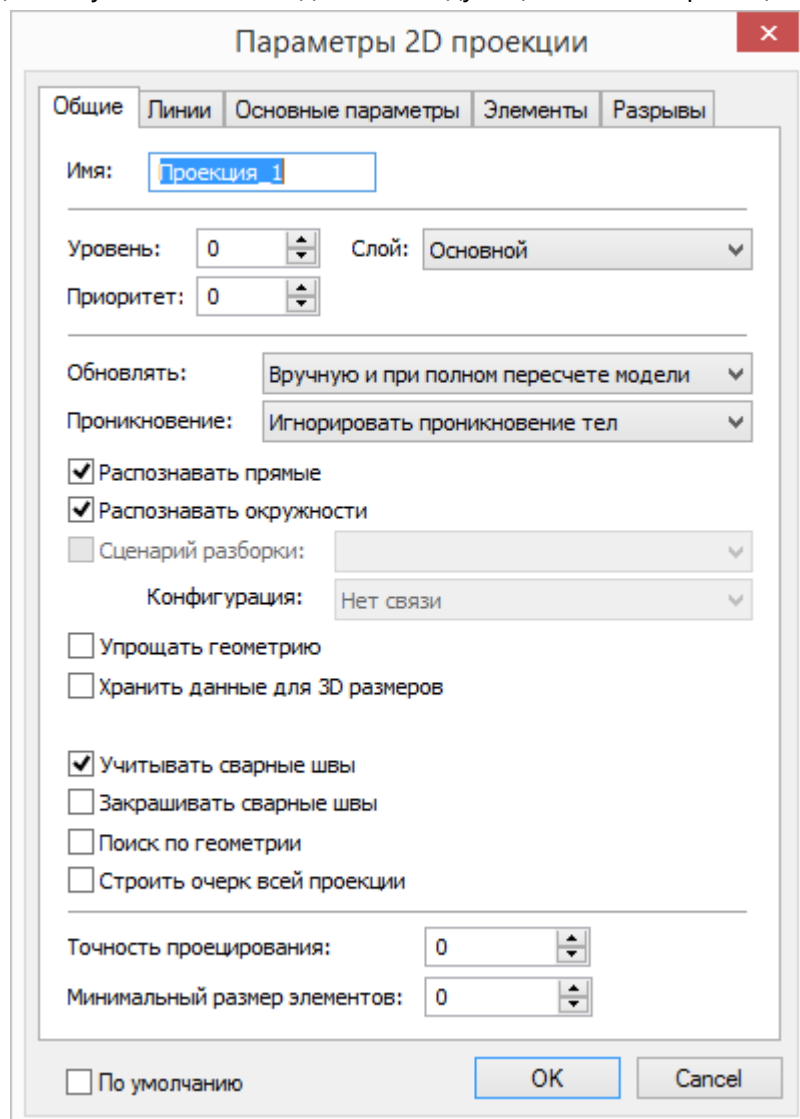 Параметры 2D проекции
Общие Линии Основные параметры Элементы Разрывы
Имя: Проекция_1
Уровень: 0 Слой: Основной
Приоритет: 0
Обновлять: Вручную и при полном пересчете модели
Проникновение: Игнорировать проникновение тел
Распознавать прямые
Распознавать окружности
Сценарий разборки:
Конфигурация: Нет связи
Упрощать геометрию
Хранить данные для 3D размеров
Учитывать сварные швы
Закрашивать сварные швы
Поиск по геометрии
Строить очерк всей проекции
Точность проецирования: 0
Минимальный размер элементов: 0
По умолчанию OK Cancel